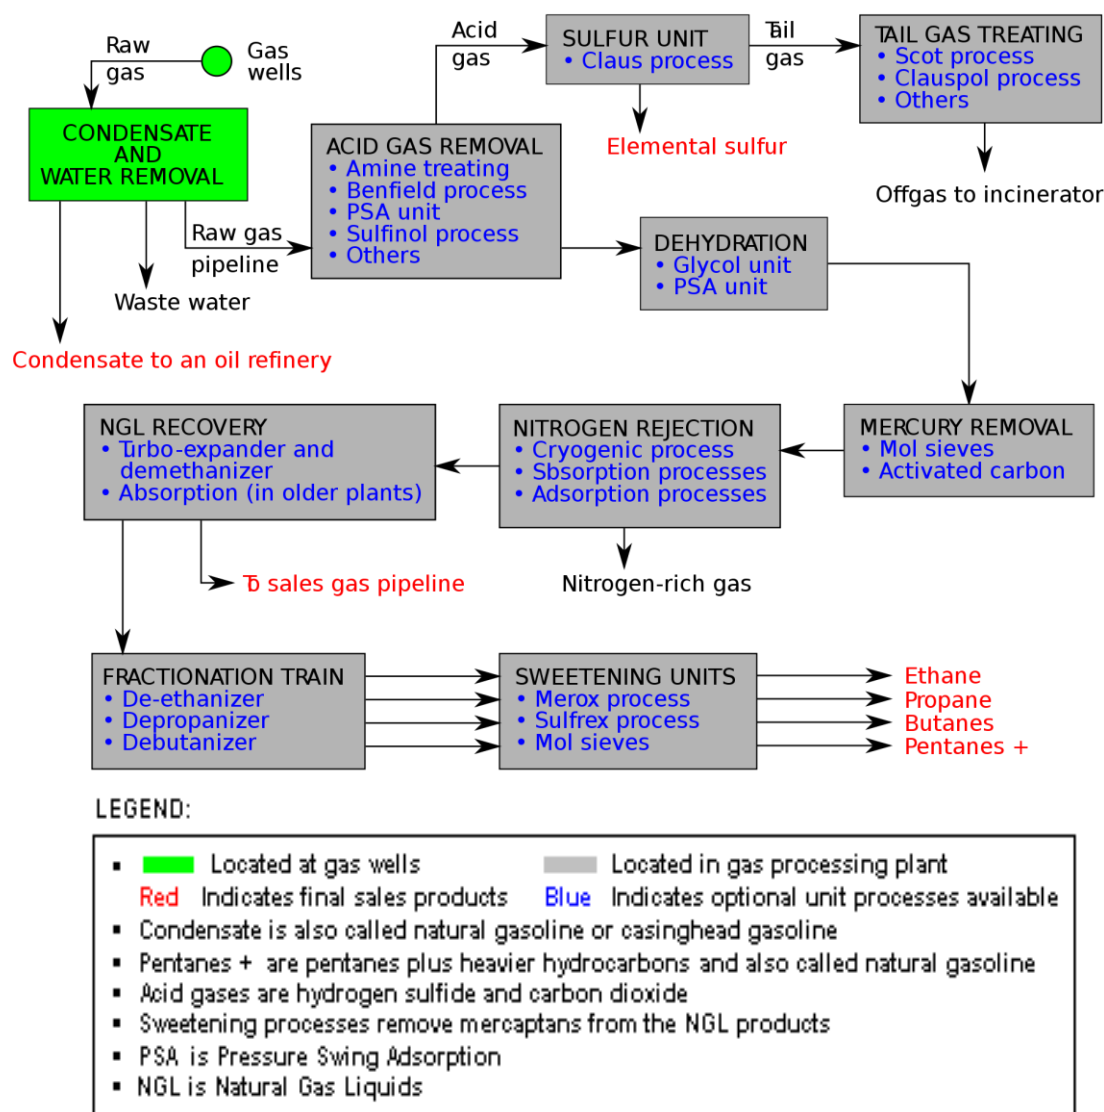 Raw
gas
Gas
wells
CONDENSATE
AND
WATER REMOVAL
Raw gas
pipeline
Waste water
Condensate to an oil refinery
ACID GAS REMOVAL
• Amine treating
• Benfield process
• PSA unit
• Sulfinol process
• Others
Acid
gas
SULFUR UNIT
• Claus process
Elemental sulfur
Tail
gas
TAIL GAS TREATING
• Scot process
• Clauspol process
• Others
Offgas to incinerator
DEHYDRATION
• Glycol unit
• PSA unit
MERCURY REMOVAL
• Mol sieves
• Activated carbon
NITROGEN REJECTION
• Cryogenic process
• Sbsorption processes
• Adsorption processes
Nitrogen-rich gas
NGL RECOVERY
• Turbo-expander and
demethanizer
• Absorption (in older plants)
To sales gas pipeline
FRACTIONATION TRAIN
• De-ethanizer
• Depropanizer
• Debutanizer
SWEETENING UNITS
• Merox process
• Sulfrex process
• Mol sieves
Ethane
Propane
Butanes
Pentanes +
LEGEND:
▪ Located at gas wells
Located in gas processing plant
Red Indicates final sales products
Blue Indicates optional unit processes available
▪ Condensate is also called natural gasoline or casinghead gasoline
▪ Pentanes + are pentanes plus heavier hydrocarbons and also called natural gasoline
▪ Acid gases are hydrogen sulfide and carbon dioxide
▪ Sweetening processes remove mercaptans from the NGL products
▪ PSA is Pressure Swing Adsorption
▪ NGL is Natural Gas Liquids